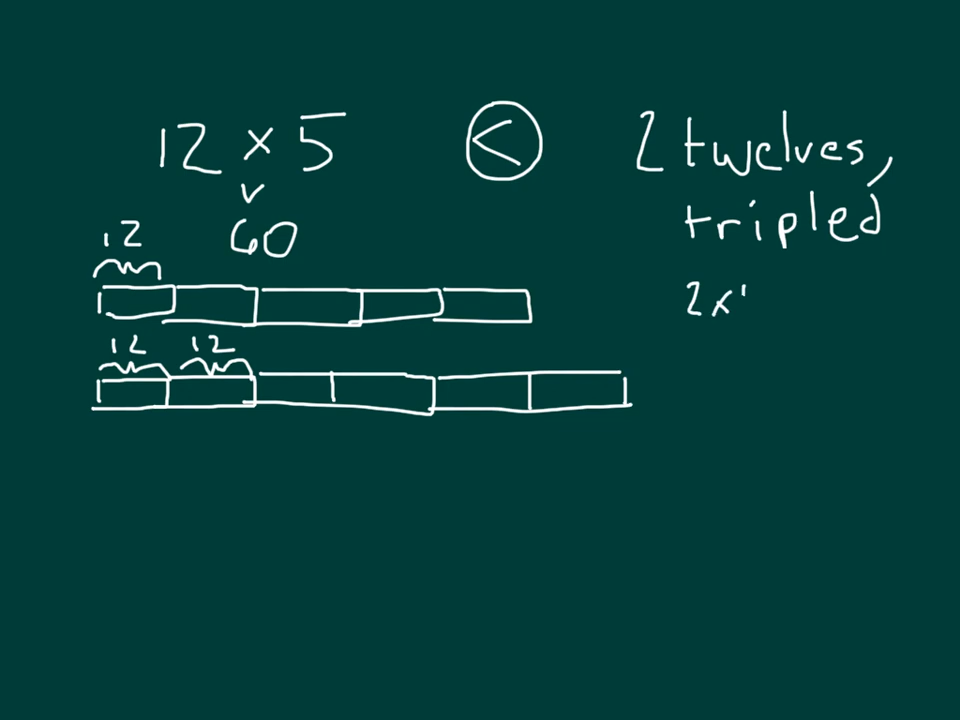 12 × 5 < 2 twelves,
tripled
60
12
2 ×
12 12